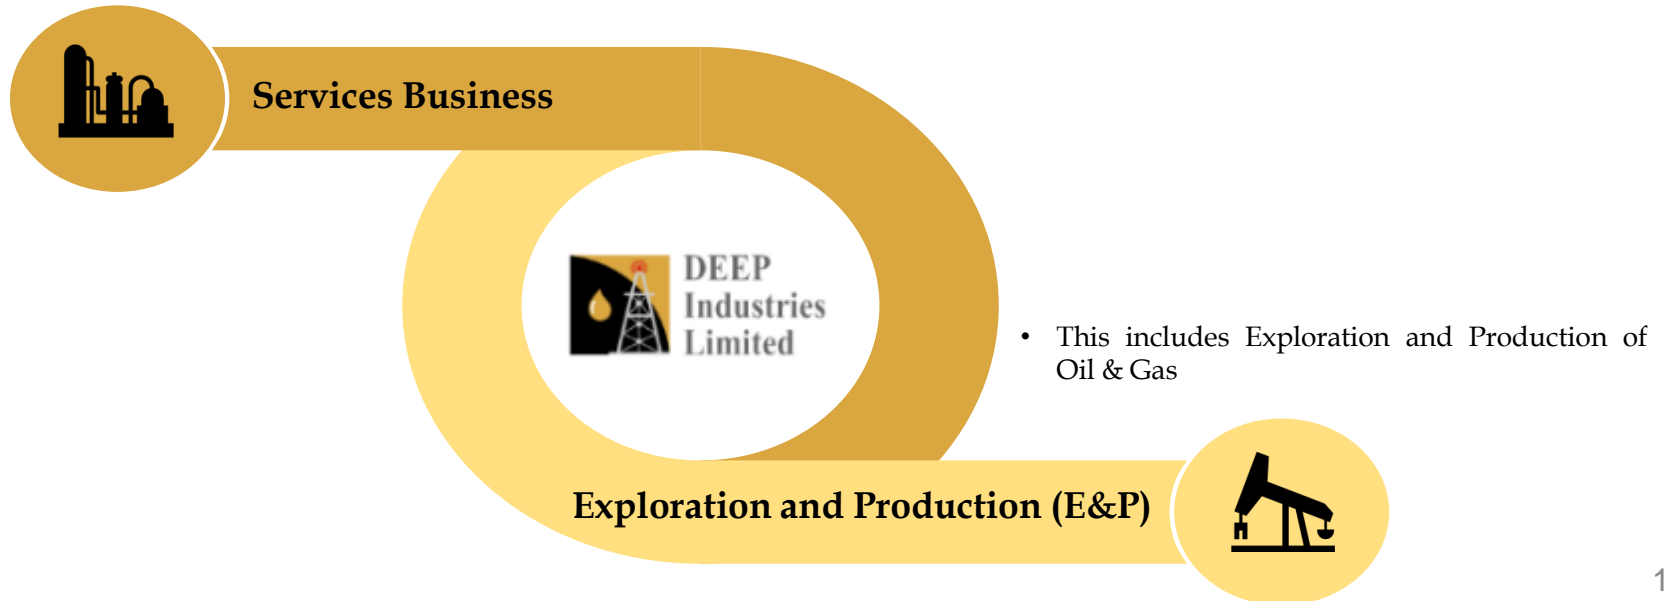 Services Business
DEEP
Industries
Limited
• This includes Exploration and Production of
Oil & Gas
Exploration and Production (E&P)
1